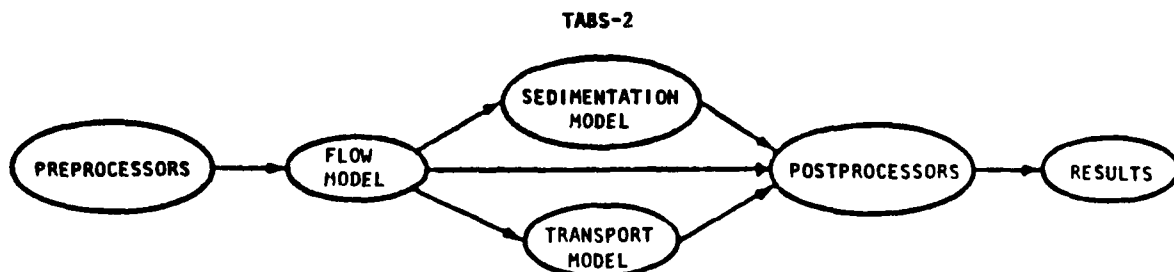 TABS-2
SEDIMENTATION
MODEL
PREPROCESSORS
FLOW
MODEL
POSTPROCESSORS
RESULTS
TRANSPORT
MODEL